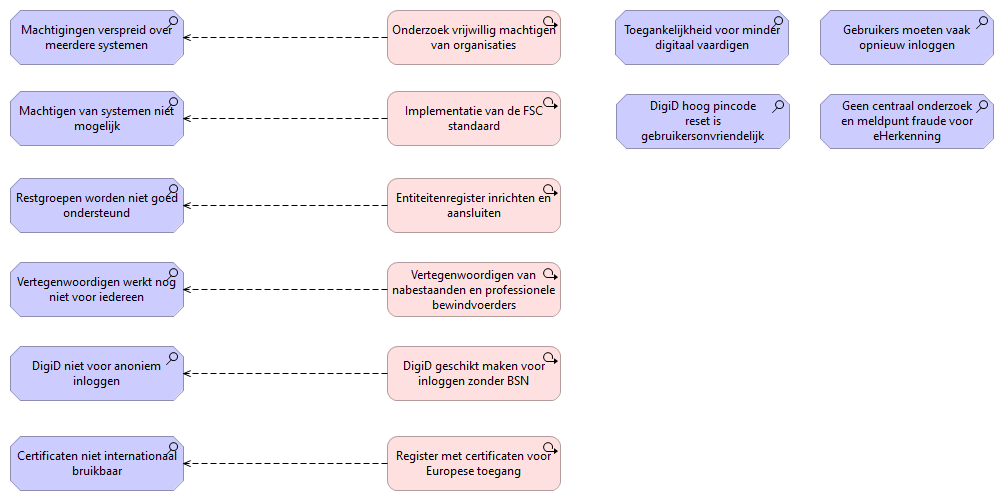 Machtigingen verspreid over
meerdere systemen
Onderzoek vrijwillig machtigen
van organisaties
Toegankelijkheid voor minder
digitaal vaardigen
Gebruikers moeten vaak
opnieuw inloggen
Machtigen van systemen niet
mogelijk
Implementatie van de FSC
standaard
DigiD hoog pincode
reset is
gebruikersonvriendelijk
Geen centraal onderzoek
en meldpunt fraude voor
eHerkenning
Restgroepen worden niet goed
ondersteund
Entiteitenregister inrichten en
aansluiten
Vertegenwoordigen werkt nog
niet voor iedereen
Vertegenwoordigen van
nabestaanden en professionele
bewindvoerders
DigiD niet voor anoniem
inloggen
DigiD geschikt maken voor
inloggen zonder BSN
Certificaten niet internationaal
bruikbaar
Register met certificaten voor
Europese toegang